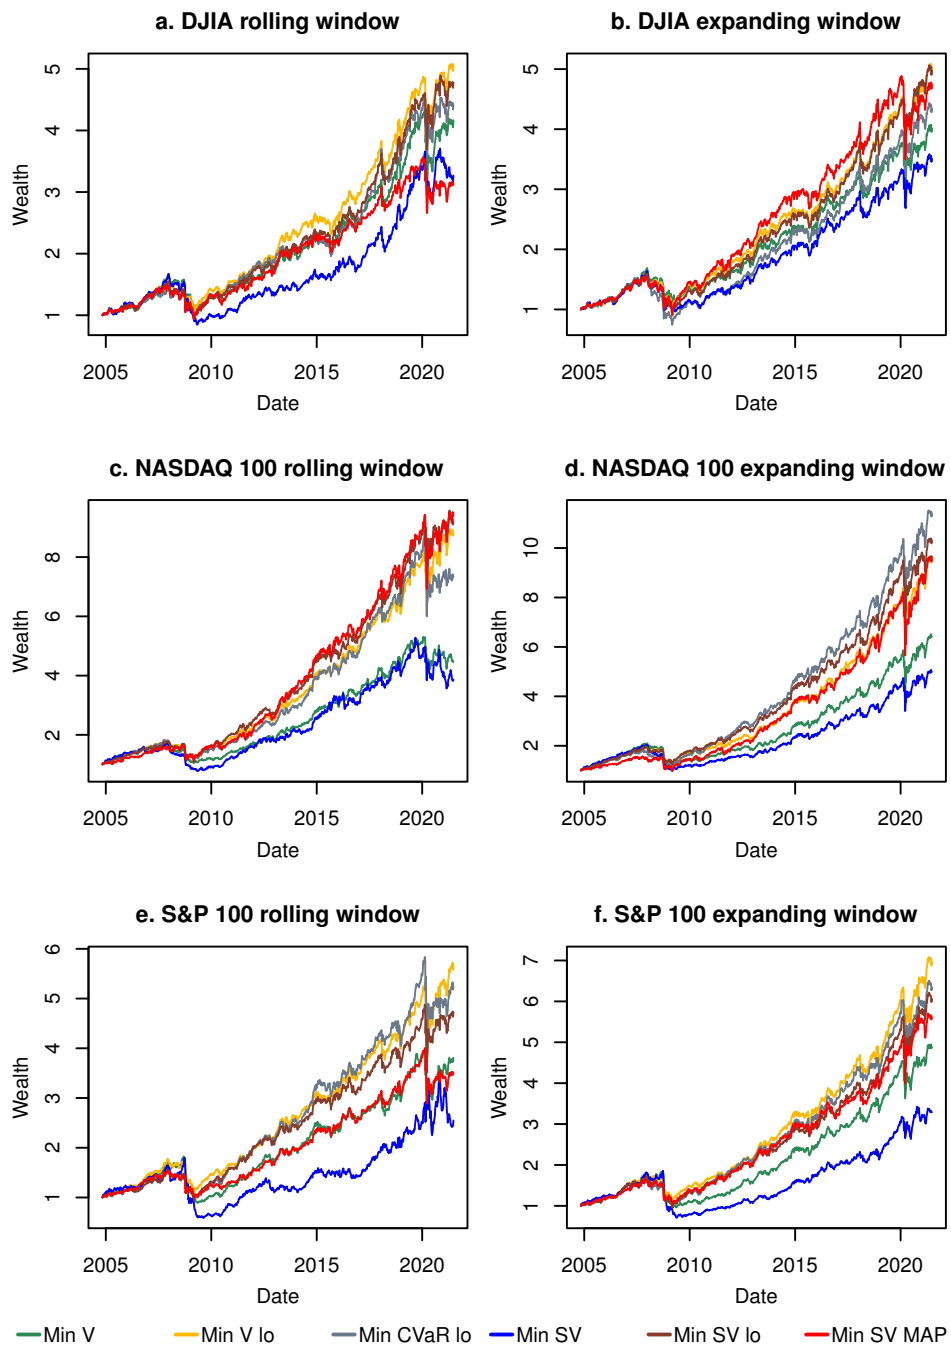 a. DJIA rolling window
b. DJIA expanding window
5
4
3
2
1
Wealth
2005 2010 2015 2020
Date
5
4
3
2
1
Wealth
2005 2010 2015 2020
Date
c. NASDAQ 100 rolling window
d. NASDAQ 100 expanding window
8
6
4
2
Wealth
2005 2010 2015 2020
Date
10
8
6
4
2
Wealth
2005 2010 2015 2020
Date
e. S&P 100 rolling window
f. S&P 100 expanding window
6
5
4
3
2
1
Wealth
2005 2010 2015 2020
Date
7
6
5
4
3
2
1
Wealth
2005 2010 2015 2020
Date
Min V Min V lo Min CVaR lo Min SV Min SV lo Min SV MAP